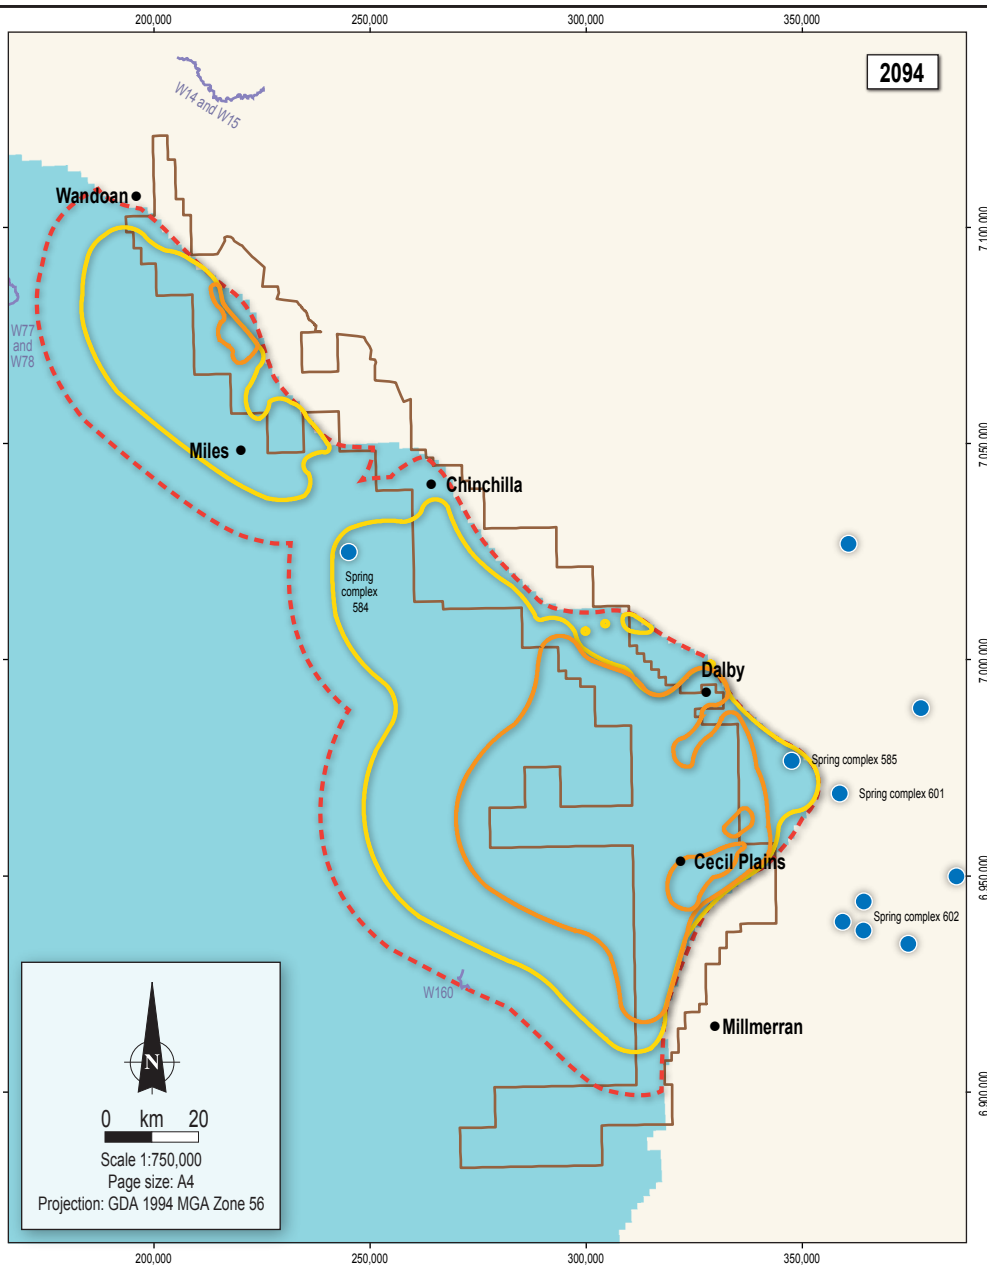 200,000
250,000
300,000
350,000
2094
W14 and W15
Wandoan
7,100,000
W77
and
W78
Miles
7,050,000
Chinchilla
Spring
complex
584
7,000,000
Dalby
Spring complex 585
Spring complex 601
Cecil Plains
6,950,000
Spring complex 602
W160
Millmerran
N
6,900,000
0 km 20
Scale 1:750,000
Page size: A4
Projection: GDA 1994 MGA Zone 56
200,000
250,000
300,000
350,000